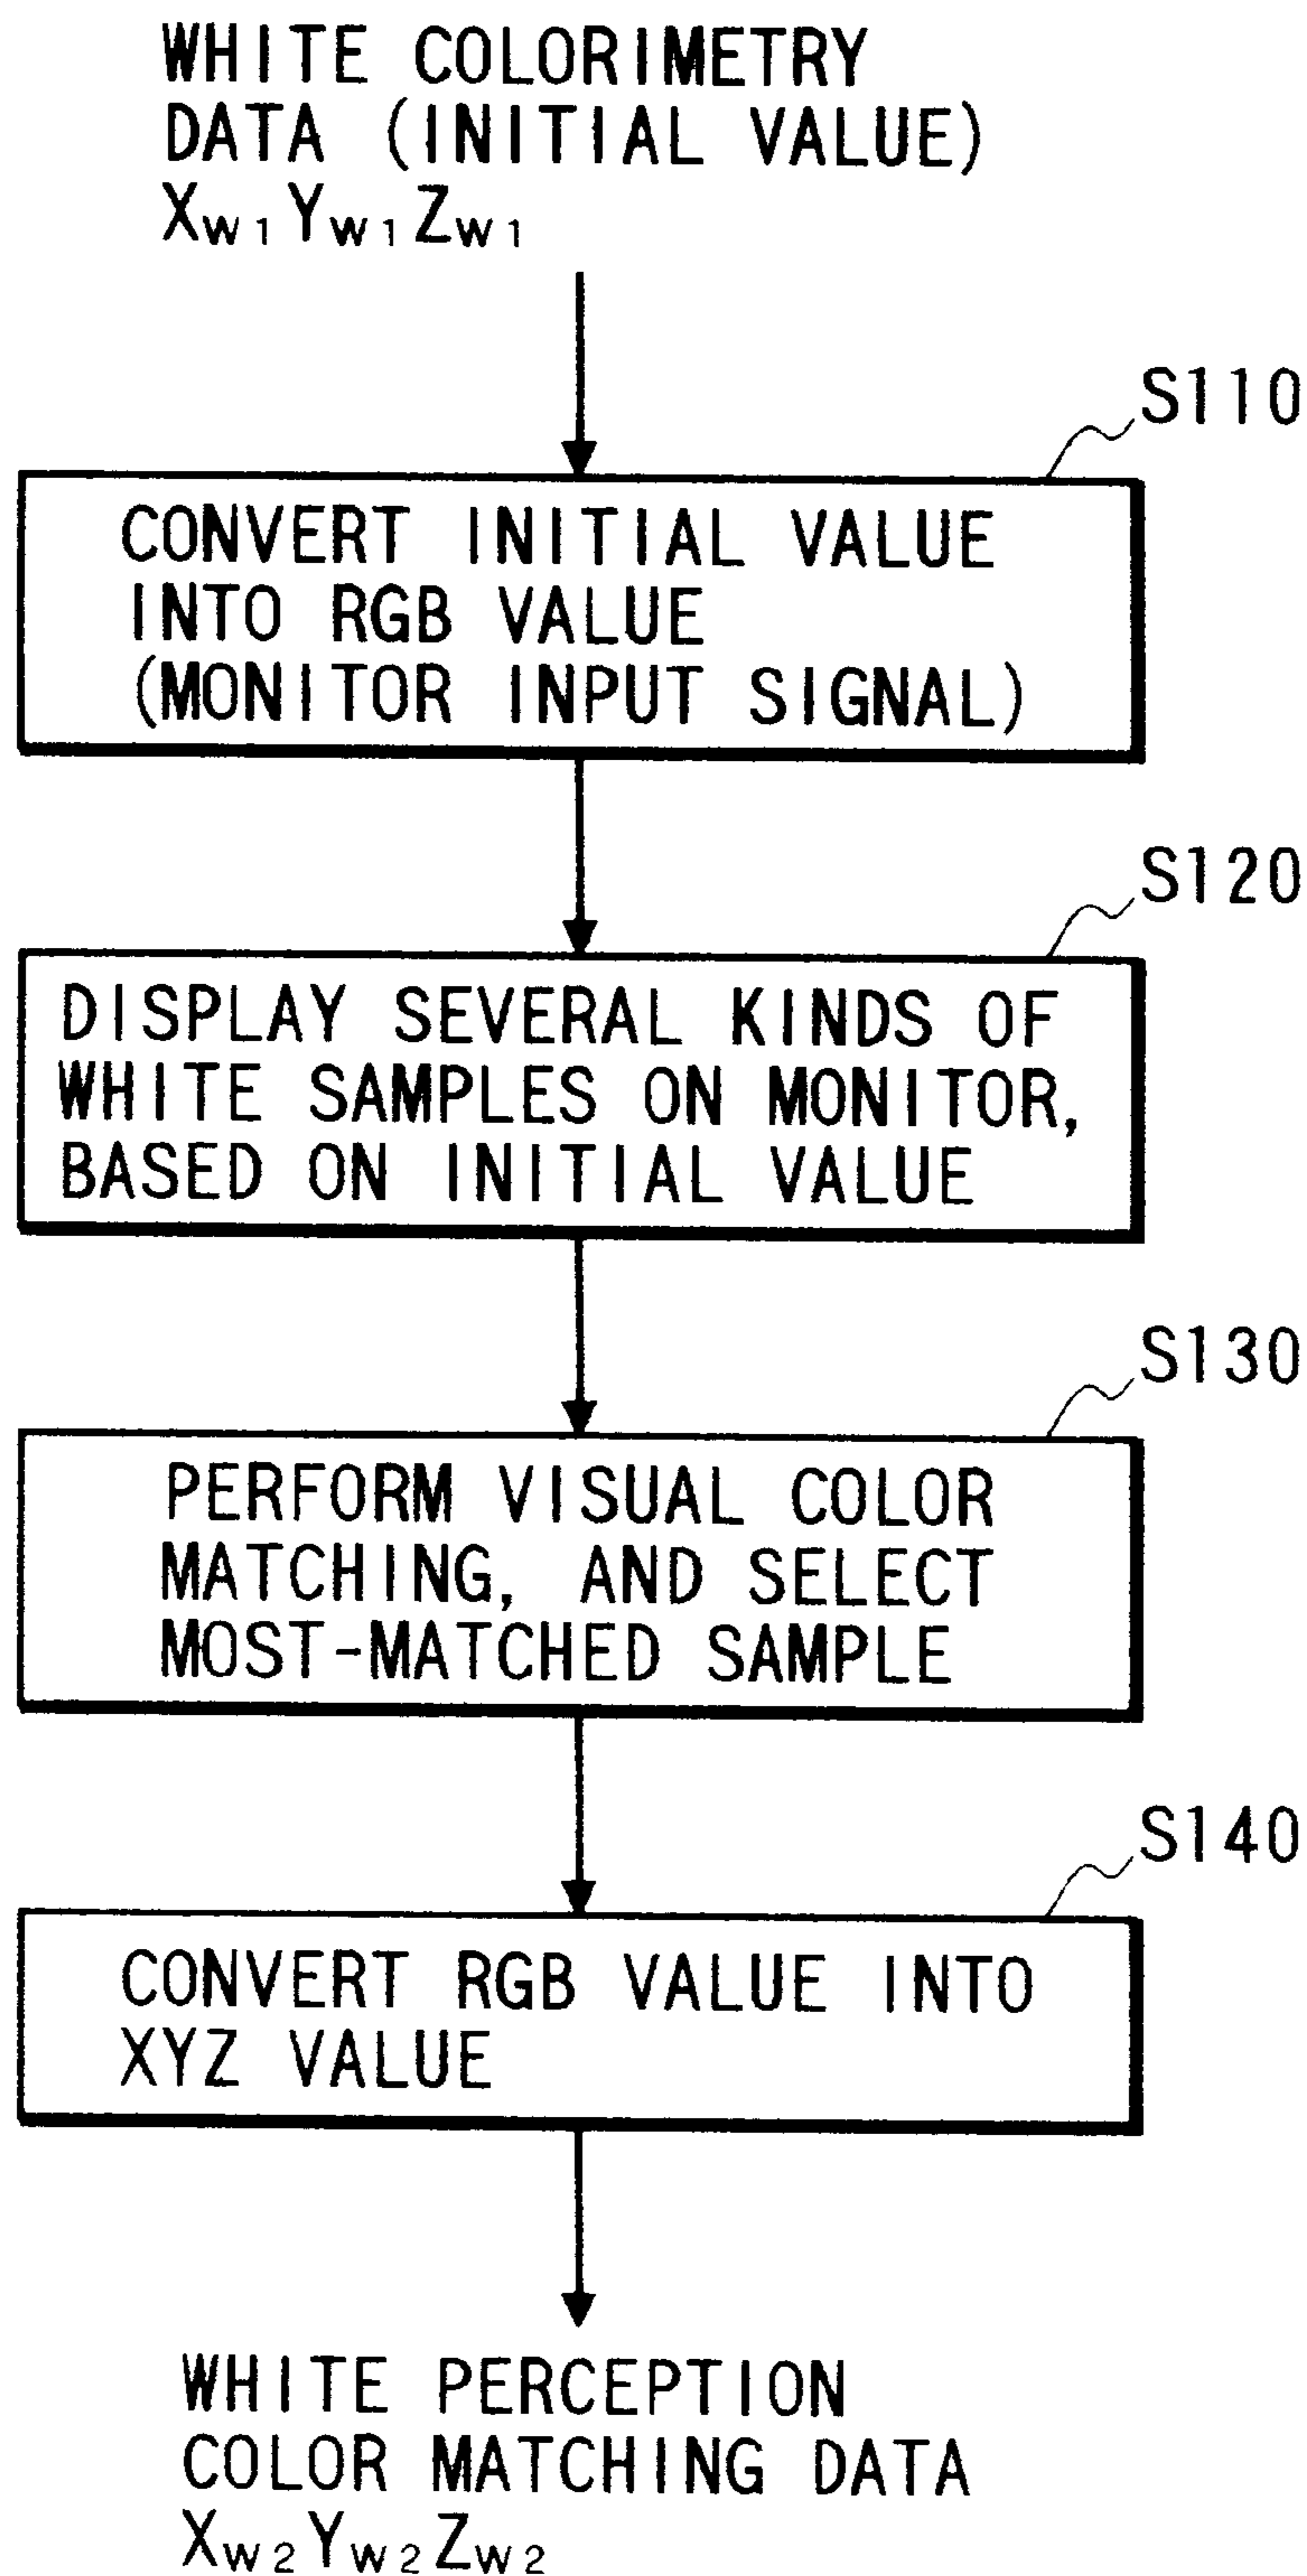 WHITE COLORIMETRY
DATA (INITIAL VALUE)
Xw1 Yw1 Zw1
S110
CONVERT INITIAL VALUE
INTO RGB VALUE
(MONITOR INPUT SIGNAL)
S120
DISPLAY SEVERAL KINDS OF
WHITE SAMPLES ON MONITOR,
BASED ON INITIAL VALUE
S130
PERFORM VISUAL COLOR
MATCHING, AND SELECT
MOST-MATCHED SAMPLE
S140
CONVERT RGB VALUE INTO
XYZ VALUE
WHITE PERCEPTION
COLOR MATCHING DATA
Xw2 Yw2 Zw2